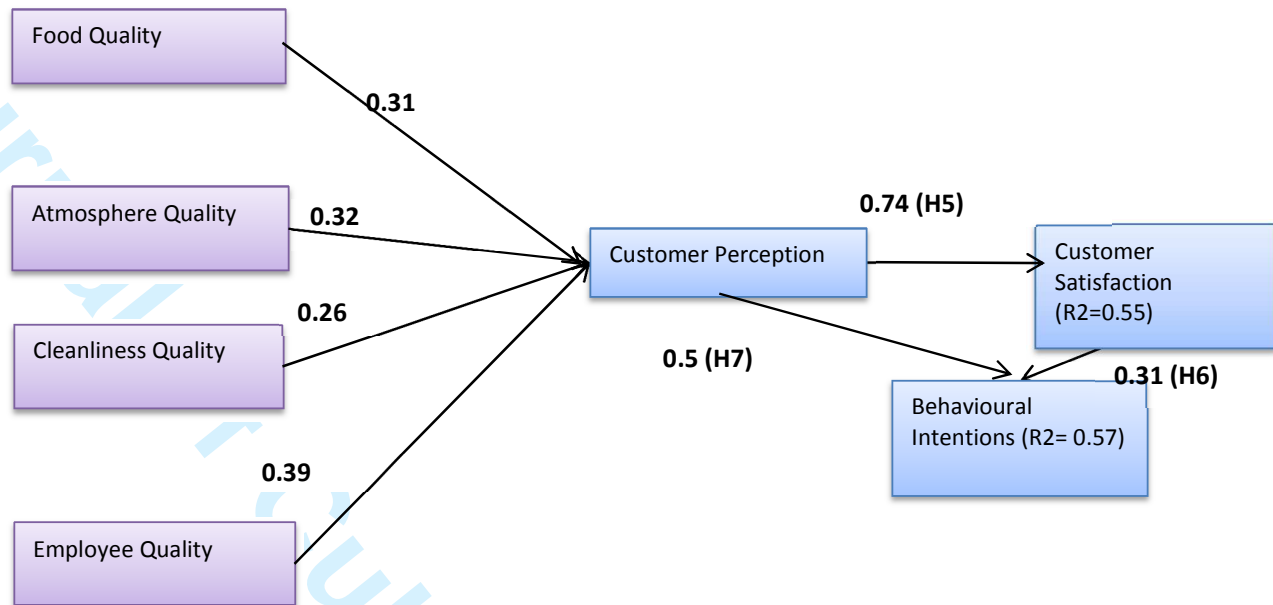 Food Quality
0.31
Atmosphere Quality
0.32
0.74 (H5)
Customer Perception
Customer
Satisfaction
(R2=0.55)
0.26
Cleanliness Quality
0.5 (H7)
0.31 (H6)
Behavioural
Intentions (R2= 0.57)
0.39
Employee Quality